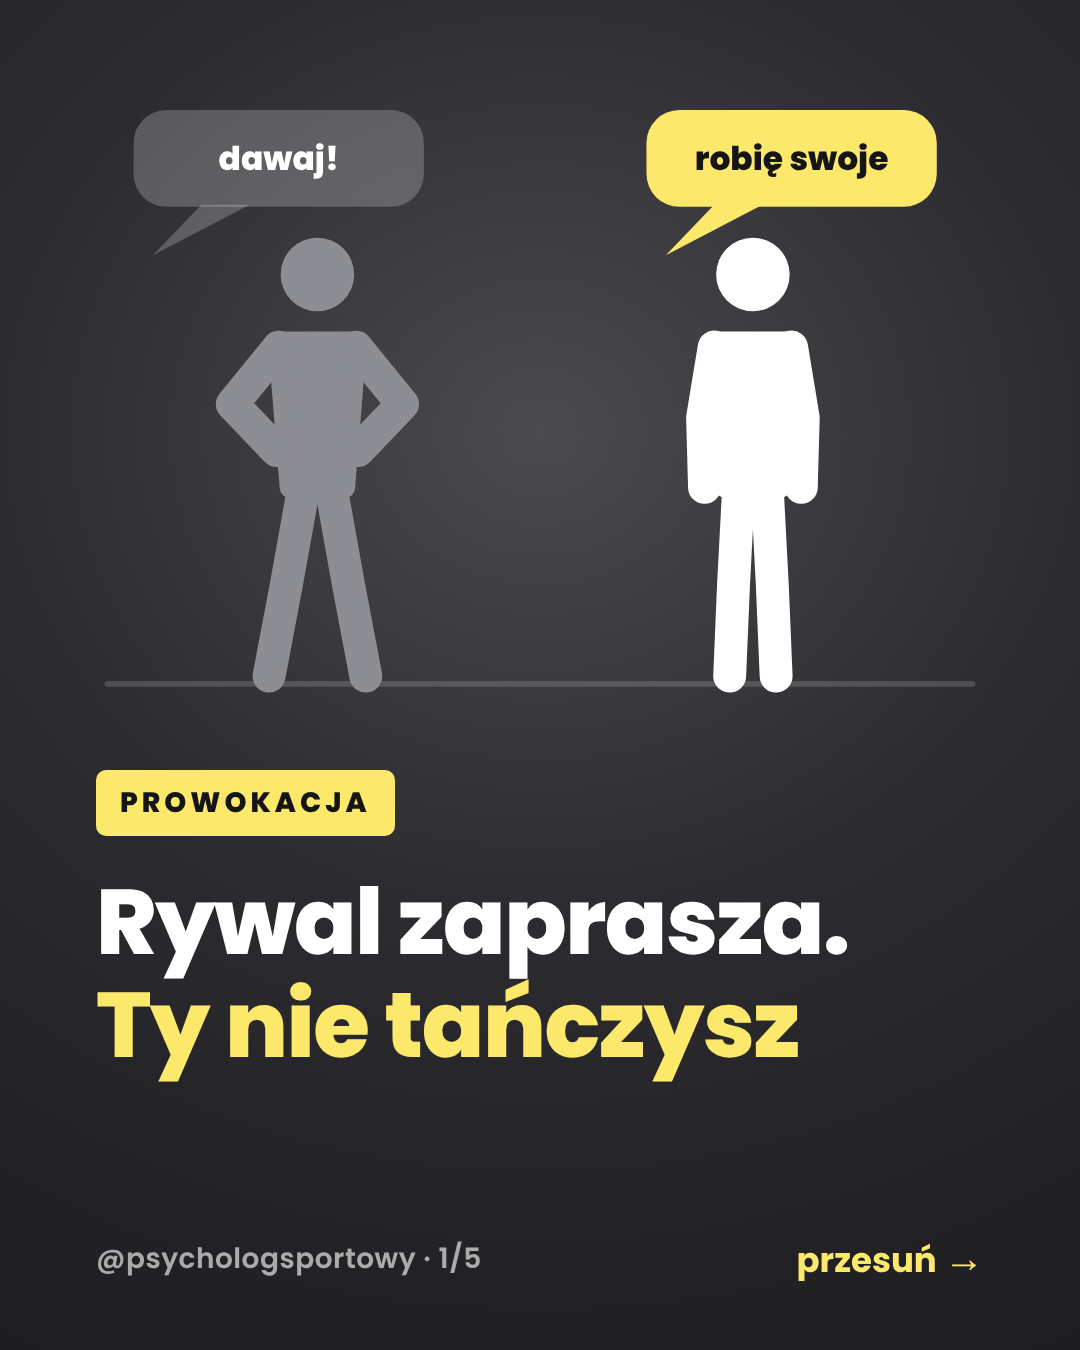 dawaj!
robię swoje
PROWOKACJA
Rywal zaprasza.
Ty nie tańczysz
@psychologsportowy · 1/5
przesuń →